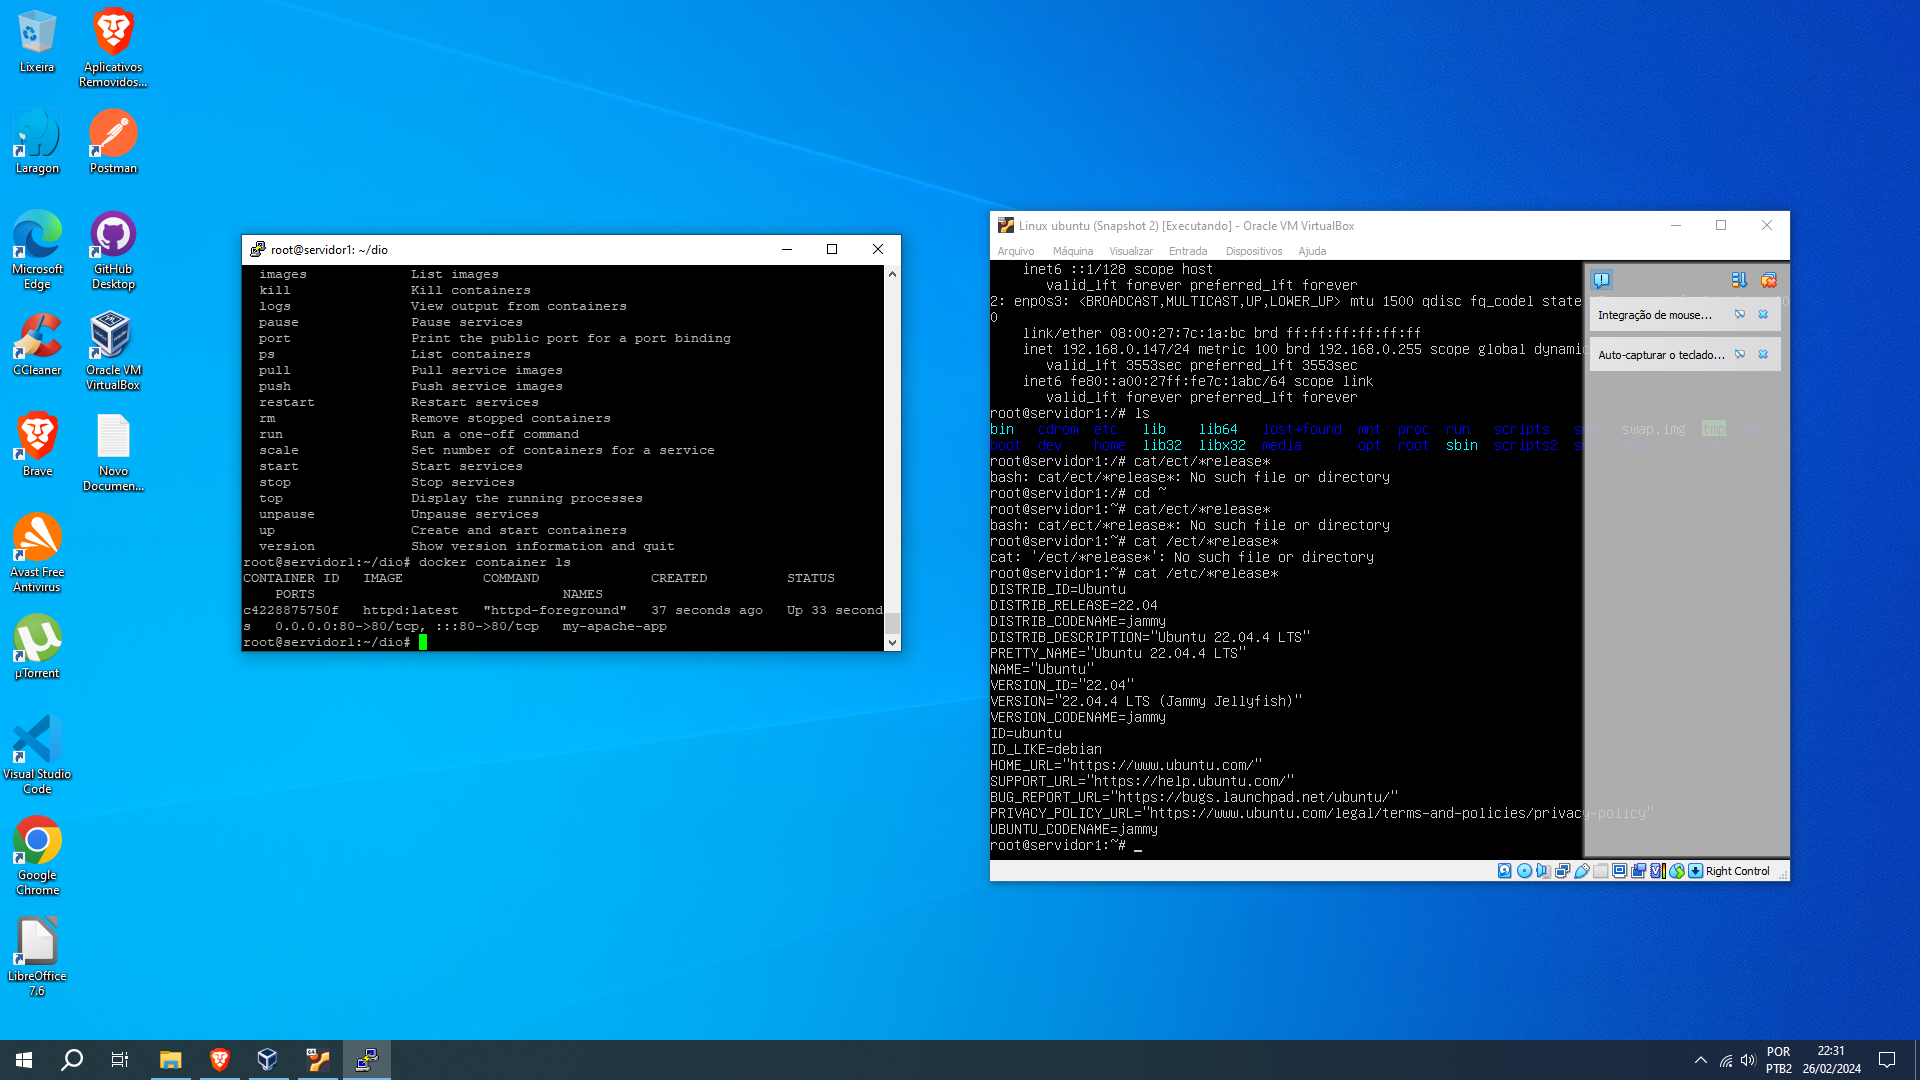 Lixeira
Aplicativos
Removidos...
Laragon
Postman
Microsoft
Edge
GitHub
Desktop
CCleaner
Oracle VM
VirtualBox
Brave
Novo
Documen...
Avast Free
Antivirus
µTorrent
Visual Studio
Code
Google
Chrome
LibreOffice
7.6
root@servidor1: ~/dio
images List images
kill Kill containers
logs View output from containers
pause Pause services
port Print the public port for a port binding
ps List containers
pull Pull service images
push Push service images
restart Restart services
rm Remove stopped containers
run Run a one-off command
scale Set number of containers for a service
start Start services
stop Stop services
top Display the running processes
unpause Unpause services
up Create and start containers
version Show version information and quit
root@servidor1:~/dio# docker container ls
CONTAINER ID IMAGE COMMAND CREATED STATUS
PORTS NAMES
c4228875750f httpd:latest "httpd-foreground" 37 seconds ago Up 33 second
s 0.0.0.0:80->80/tcp, :::80->80/tcp my-apache-app
root@servidor1:~/dio#
Linux ubuntu (Snapshot 2) [Executando] - Oracle VM VirtualBox
Arquivo Máquina Visualizar Entrada Dispositivos Ajuda
inet6 ::1/128 scope host
valid_lft forever preferred_lft forever
2: enp0s3: <BROADCAST,MULTICAST,UP,LOWER_UP> mtu 1500 qdisc fq_codel state
0
link/ether 08:00:27:7c:1a:bc brd ff:ff:ff:ff:ff:ff
inet 192.168.0.147/24 metric 100 brd 192.168.0.255 scope global dynamic
valid_lft 3553sec preferred_lft 3553sec
inet6 fe80::a00:27ff:fe7c:1abc/64 scope link
valid_lft forever preferred_lft forever
root@servidor1:/# ls
bin cdrom etc lib lib64 lost+found mnt proc run scripts swap.img tmp
boot dev home lib32 libx32 media opt root sbin scripts2
root@servidor1:/# cat/ect/*release*
bash: cat/ect/*release*: No such file or directory
root@servidor1:/# cd ~
root@servidor1:~# cat/ect/*release*
bash: cat/ect/*release*: No such file or directory
root@servidor1:~# cat /ect/*release*
cat: '/ect/*release*': No such file or directory
root@servidor1:~# cat /etc/*release*
DISTRIB_ID=Ubuntu
DISTRIB_RELEASE=22.04
DISTRIB_CODENAME=jammy
DISTRIB_DESCRIPTION="Ubuntu 22.04.4 LTS"
PRETTY_NAME="Ubuntu 22.04.4 LTS"
NAME="Ubuntu"
VERSION_ID="22.04"
VERSION="22.04.4 LTS (Jammy Jellyfish)"
VERSION_CODENAME=jammy
ID=ubuntu
ID_LIKE=debian
HOME_URL="https://www.ubuntu.com/"
SUPPORT_URL="https://help.ubuntu.com/"
BUG_REPORT_URL="https://bugs.launchpad.net/ubuntu/"
PRIVACY_POLICY_URL="https://www.ubuntu.com/legal/terms-and-policies/privacy-policy"
UBUNTU_CODENAME=jammy
root@servidor1:~# _
Integração de mouse...
Auto-capturar o teclado...
Right Control
POR
PTB2
22:31
26/02/2024